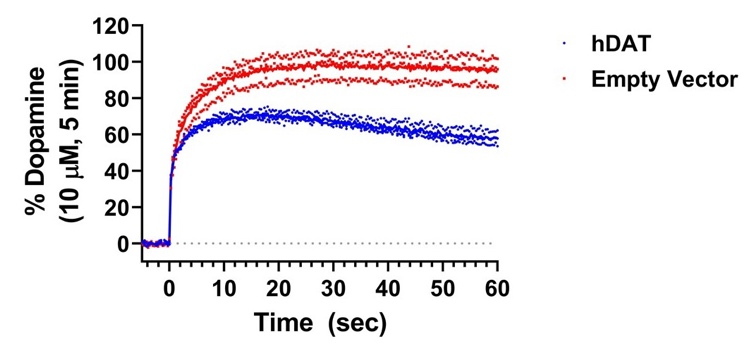 % Dopamine
(10 μM, 5 min)
120
100
80
60
40
20
0
0 10 20 30 40 50 60
Time (sec)
hDAT
Empty Vector